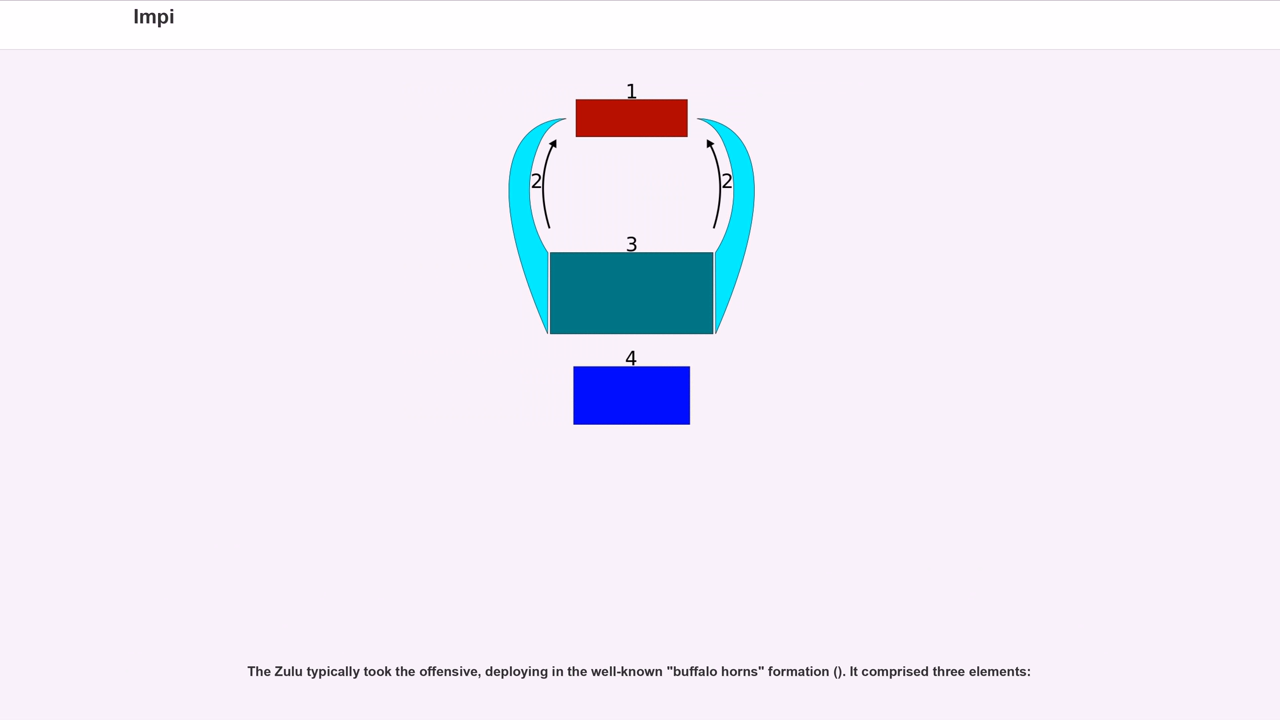 Impi
1
2 2
3
4
The Zulu typically took the offensive, deploying in the well-known "buffalo horns" formation (). It comprised three elements: